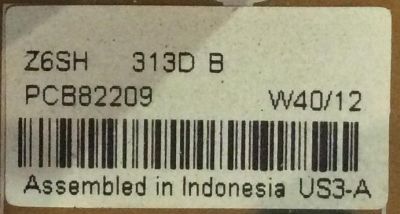 Z6SH 313D B
PCB82209 W40/12
Assembled in Indonesia US3-A